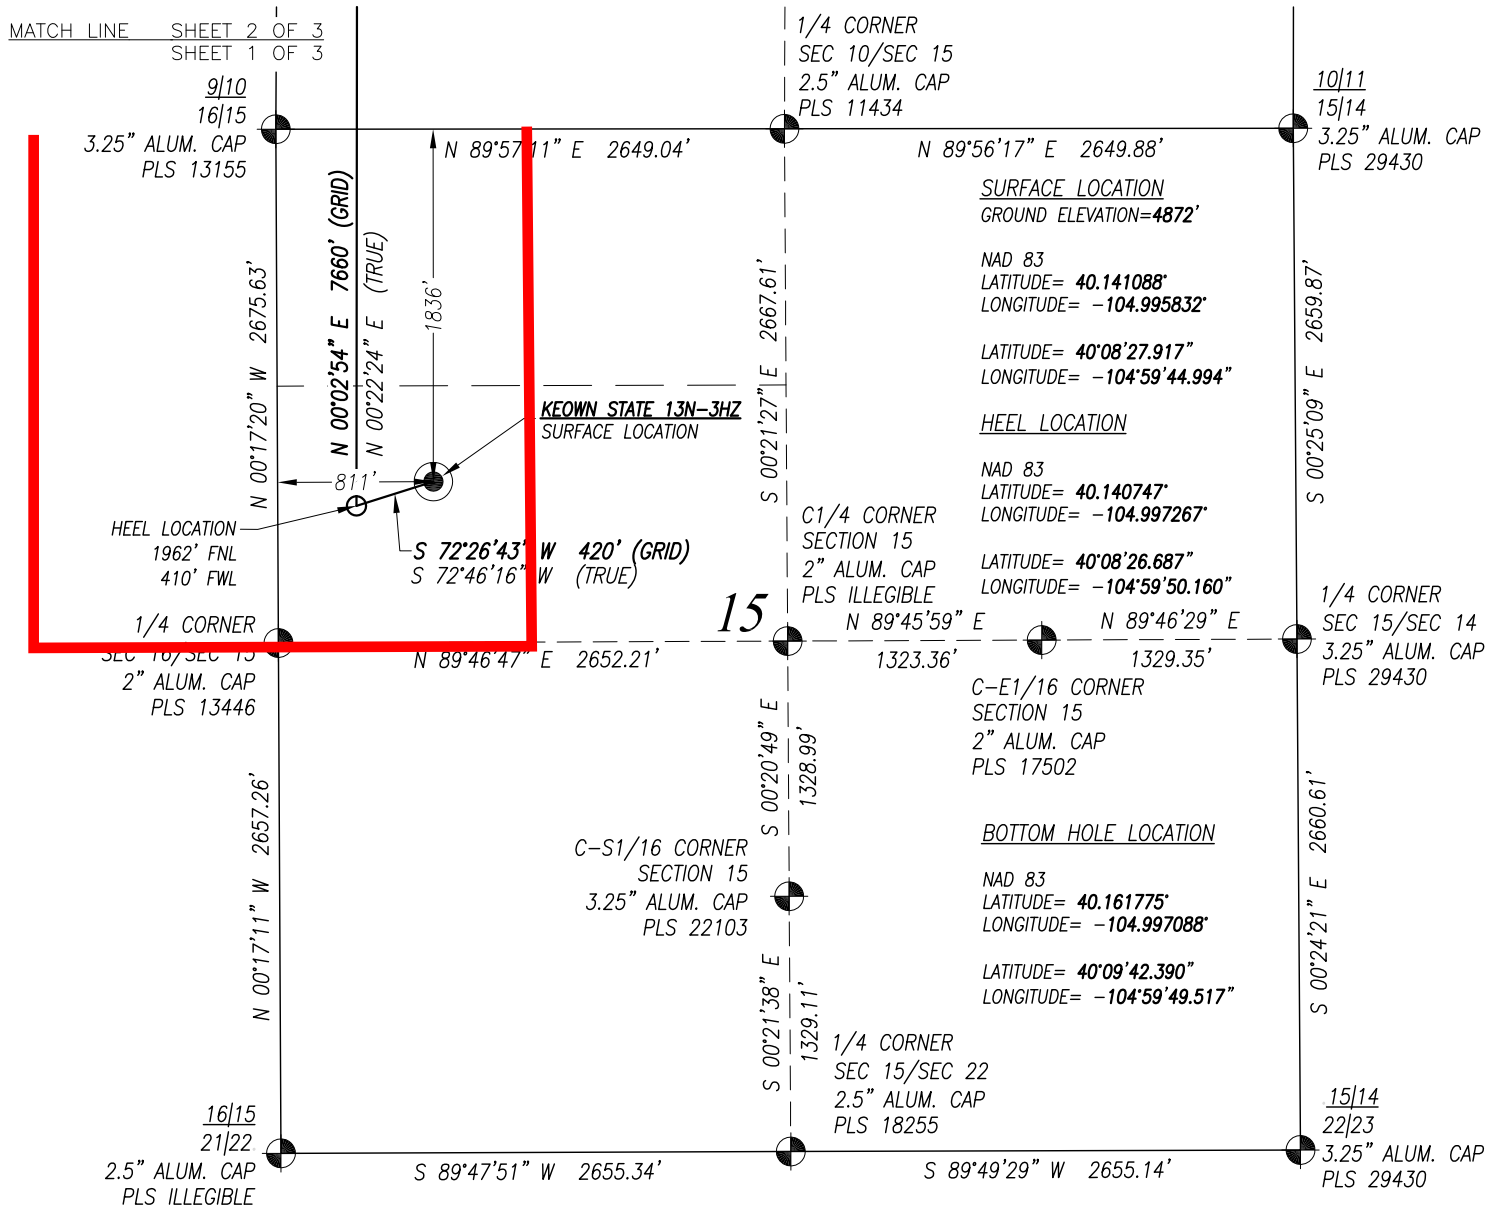 MATCH LINE SHEET 2 OF 3
SHEET 1 OF 3
9|10
16|15
3.25" ALUM. CAP
PLS 13155
1/4 CORNER
SEC 10/SEC 15
2.5" ALUM. CAP
PLS 11434
10|11
15|14
3.25" ALUM. CAP
PLS 29430
N 89°57'11" E 2649.04'
N 89°56'17" E 2649.88'
N 00°17'20" W 2675.63'
N 00°02'54" E 7660' (GRID)
N 00°22'24" E (TRUE)
1836'
811'
KEOWN STATE 13N-3HZ
SURFACE LOCATION
HEEL LOCATION
1962' FNL
410' FWL
S 72°26'43" W 420' (GRID)
S 72°46'16" W (TRUE)
S 00°21'27" E 2667.61'
SURFACE LOCATION
GROUND ELEVATION=4872'
NAD 83
LATITUDE= 40.141088°
LONGITUDE= -104.995832°
LATITUDE= 40°08'27.917"
LONGITUDE= -104°59'44.994"
HEEL LOCATION
NAD 83
LATITUDE= 40.140747°
LONGITUDE= -104.997267°
LATITUDE= 40°08'26.687"
LONGITUDE= -104°59'50.160"
S 00°25'09" E 2659.87'
C1/4 CORNER
SECTION 15
2" ALUM. CAP
PLS ILLEGIBLE
15
1/4 CORNER
SEC 16/SEC 15
2" ALUM. CAP
PLS 13446
N 89°46'47" E 2652.21'
N 89°45'59" E
1323.36'
N 89°46'29" E
1329.35'
1/4 CORNER
SEC 15/SEC 14
3.25" ALUM. CAP
PLS 29430
C-E1/16 CORNER
SECTION 15
2" ALUM. CAP
PLS 17502
N 00°17'11" W 2657.26'
S 00°20'49" E
1328.99'
C-S1/16 CORNER
SECTION 15
3.25" ALUM. CAP
PLS 22103
BOTTOM HOLE LOCATION
NAD 83
LATITUDE= 40.161775°
LONGITUDE= -104.997088°
LATITUDE= 40°09'42.390"
LONGITUDE= -104°59'49.517"
S 00°24'21" E 2660.61'
S 00°21'38" E
1329.11'
1/4 CORNER
SEC 15/SEC 22
2.5" ALUM. CAP
PLS 18255
16|15
21|22
2.5" ALUM. CAP
PLS ILLEGIBLE
S 89°47'51" W 2655.34'
S 89°49'29" W 2655.14'
15|14
22|23
3.25" ALUM. CAP
PLS 29430